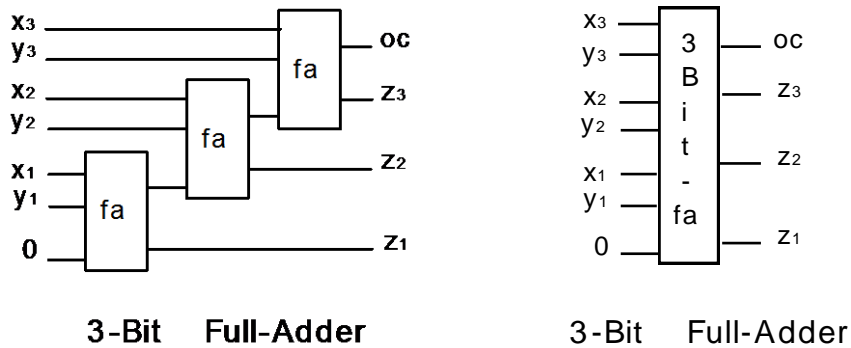 x3
y3
x2
y2
x1
y1
0
fa
fa
fa
oc
z3
z2
z1
3-Bit Full-Adder
x3
y3
x2
y2
x1
y1
0
3
B
i
t
-
fa
oc
z3
z2
z1
3-Bit Full-Adder